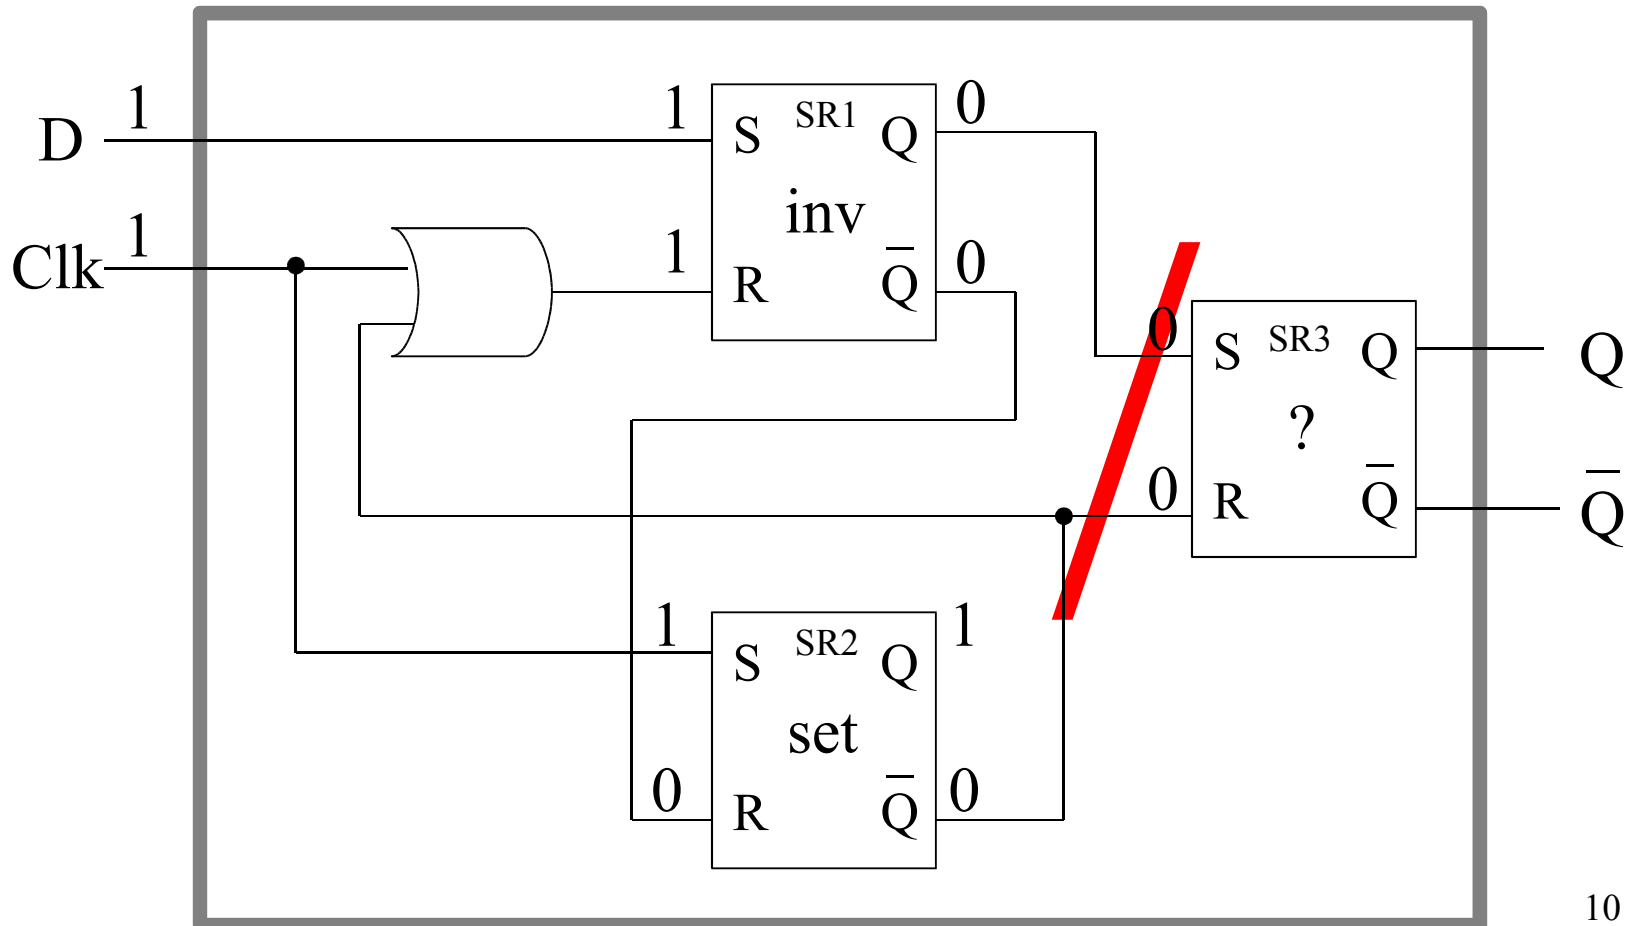 D 1
Clk 1
1 S SR1 Q 0
inv
1 R Q̅ 0
0 S SR3 Q Q
?
0 R Q̅ Q̅
1 S SR2 Q 1
set
0 R Q̅ 0
10